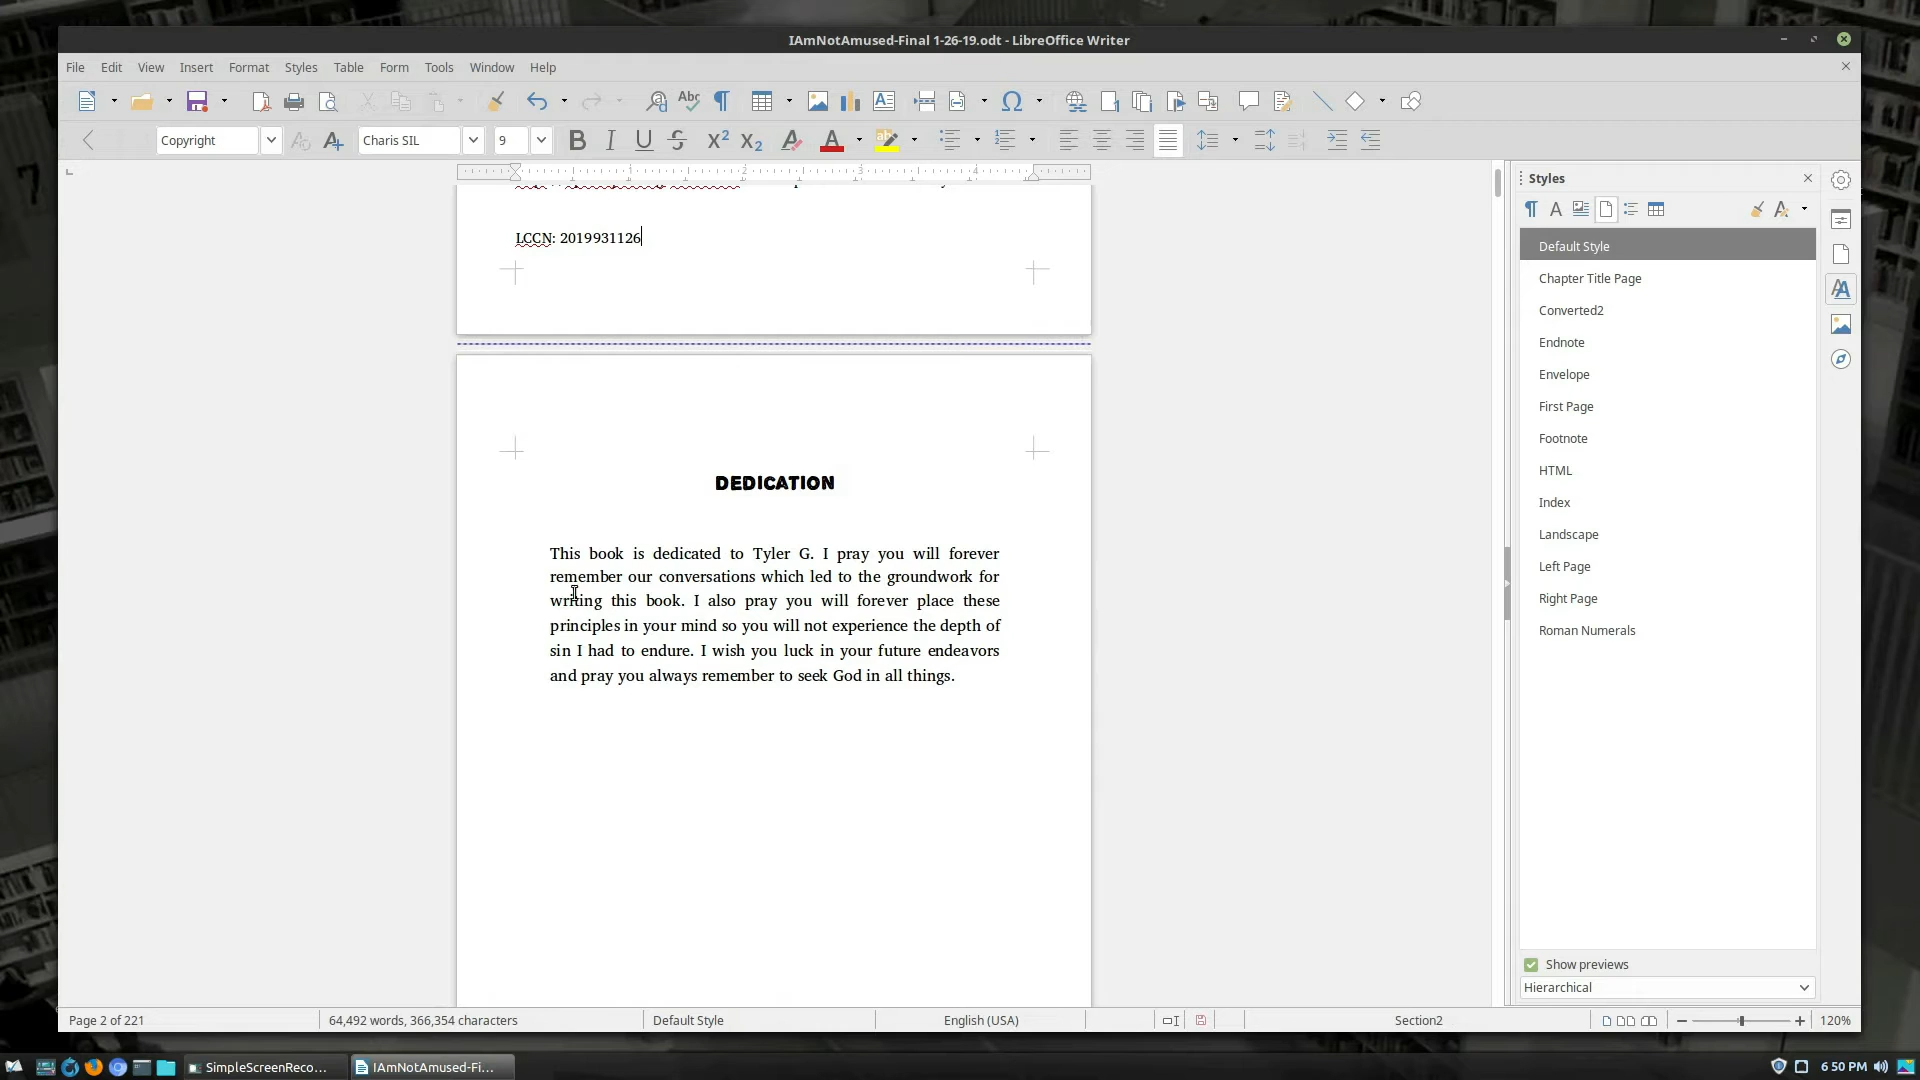 IAmNotAmused-Final 1-26-19.odt - LibreOffice Writer
File Edit View Insert Format Styles Table Form Tools Window Help
Copyright Charis SIL 9
LCCN: 2019931126
DEDICATION
This book is dedicated to Tyler G. I pray you will forever
remember our conversations which led to the groundwork for
writing this book. I also pray you will forever place these
principles in your mind so you will not experience the depth of
sin I had to endure. I wish you luck in your future endeavors
and pray you always remember to seek God in all things.
Styles
Default Style
Chapter Title Page
Converted2
Endnote
Envelope
First Page
Footnote
HTML
Index
Landscape
Left Page
Right Page
Roman Numerals
Show previews
Hierarchical
Page 2 of 221 64,492 words, 366,354 characters Default Style English (USA) Section2 120%
SimpleScreenReco... IAmNotAmused-Fi... 6:50 PM